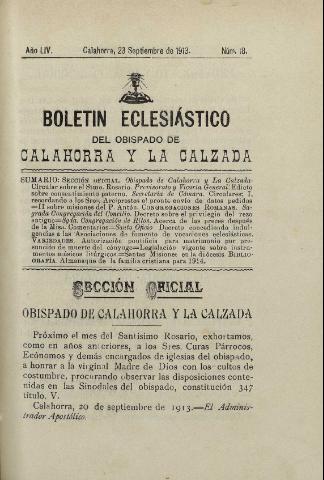 Año LIV. Calahorra, 23 Septiembre de 1913. Núm. 18.
BOLETIN ECLESIÁSTICO
DEL OBISPADO DE
CALAHORRA Y LA CALZADA
SUMARIO: SECCIÓN OFICIAL. Obispado de Calahorra y La Calzada:
Circular sobre el Smo. Rosario. Provisorato y Vicaría General. Edicto
sobre consentimiento paterno. Secretaría de Cámara. Circulares: I.
recordando a los Sres. Arciprestes el pronto envío de datos pedidos
—II sobre misiones del P. Antón. CONGREGACIONES ROMANAS. Sa-
grada Congregación del Concilio. Decreto sobre el privilegio del rezo
antiguo—Sgda. Congregación de Ritos. Acerca de las preces después
de la Misa. Comentarios—Santo Oficio Decreto concediendo indul-
gencias a las Asociaciones de fomento de vocaciones eclesiásticas.
VARIEDADES. Autorización pontificia para matrimonio por pre-
sunción de muerte del cónyuge—Legislación vigente sobre instru-
mentos músicos litúrgicos—Santas Misiones en la diócesis BIBLIO-
GRAFÍA. Almanaque de la familia cristiana para 1914.
SECCIÓN OFICIAL
OBISPADO DE CALAHORRA Y LA CALZADA
Próximo el mes del Santísimo Rosario, exhortamos,
como en años anteriores, a los Sres. Curas Párrocos,
Ecónomos y demás encargados de iglesias del obispado,
a honrar a la virginal Madre de Dios con los cultos de
costumbre, procurando observar las disposiciones conte-
nidas en las Sinodales del obispado, constitución 347
título. V.
Calahorra, 20 de septiembre de 1913.—El Adminis-
trador Apostólico.